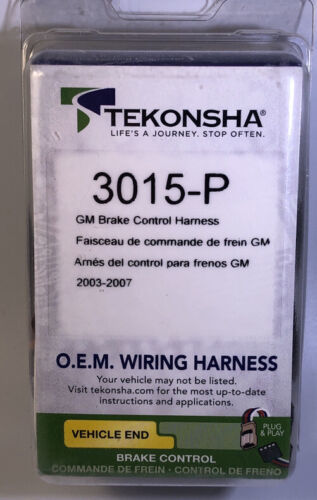 TEKONSHA®
LIFE'S A JOURNEY. STOP OFTEN.
3015-P
GM Brake Control Harness
Faisceau de commande de frein GM
Arnés del control para frenos GM
2003-2007
O.E.M. WIRING HARNESS
Your vehicle may not be listed.
Visit tekonsha.com for the most up-to-date
instructions and applications.
VEHICLE END
PLUG
& PLAY
BRAKE CONTROL
COMMANDE DE FREIN · CONTROL DE FRENO